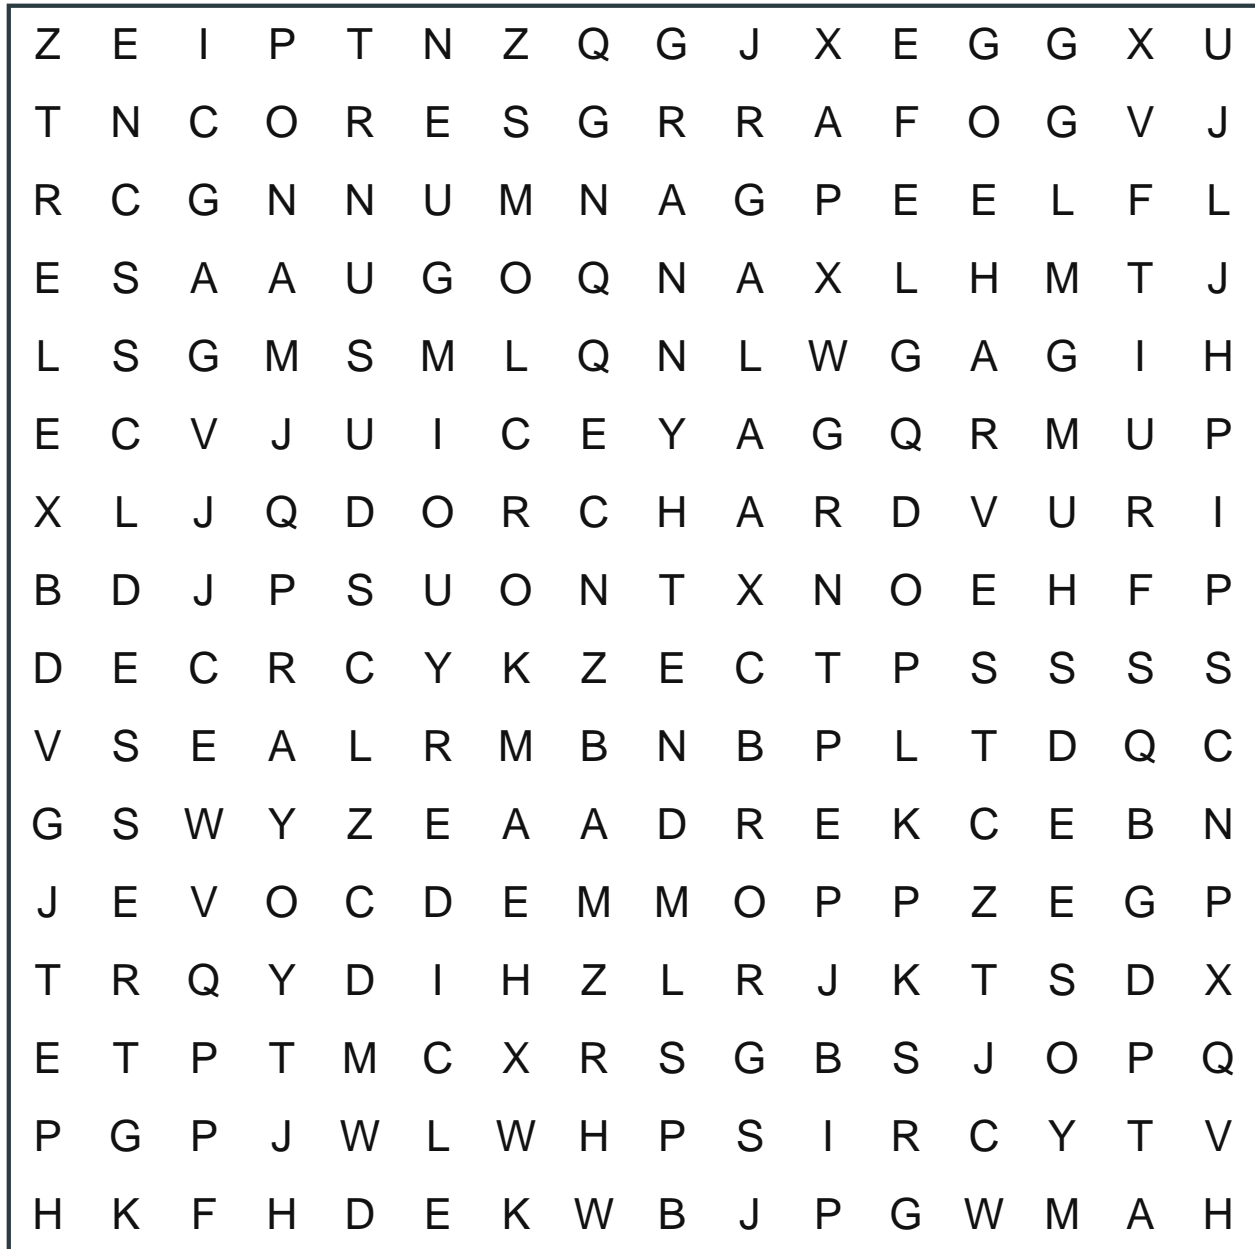 Z E I P T N Z Q G J X E G G X U
T N C O R E S G R R A F O G V J
R C G N N U M N A G P E E L F L
E S A A U G O Q N A X L H M T J
L S G M S M L Q N L W G A G I H
E C V J U I C E Y A G Q R M U P
X L J Q D O R C H A R D V U R I
B D J P S U O N T X N O E H F P
D E C R C Y K Z E C T P S S S S
V S E A L R M B N B P L T D Q C
G S W Y Z E A A D R E K C E B N
J E V O C D E M M O P P Z E G P
T R Q Y D I H Z L R J K T S D X
E T P T M C X R S G B S J O P Q
P G P J W L W H P S I R C Y T V
H K F H D E K W B J P G W M A H